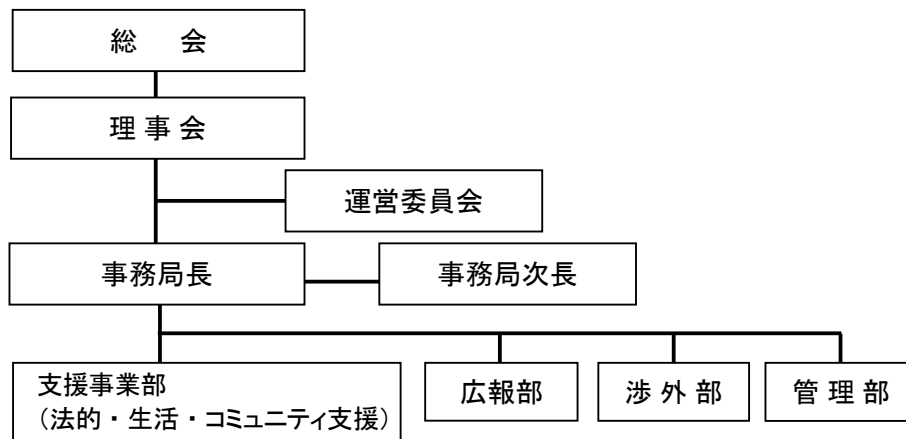 総　会
理 事 会
運営委員会
事務局長
事務局次長
支援事業部
（法的・生活・コミュニティ支援）
広報部
渉 外 部
管 理 部